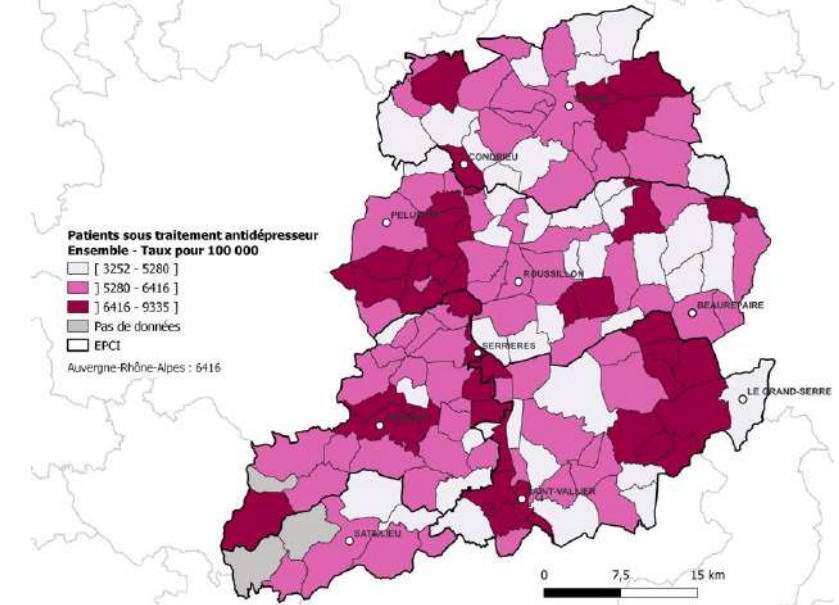 CONDRIEU
PELUSSIN
Patients sous traitement antidépresseur
Ensemble - Taux pour 100 000
[ 3252 - 5280 ]
] 5280 - 6416 ]
] 6416 - 9335 ]
Pas de données
EPCI
Auvergne-Rhône-Alpes : 6416
ROUSSILLON
BEAUREPAIRE
SERRIERES
LE GRAND-SERRE
SAINT-VALLIER
SATILLIEU
0 7,5 15 km